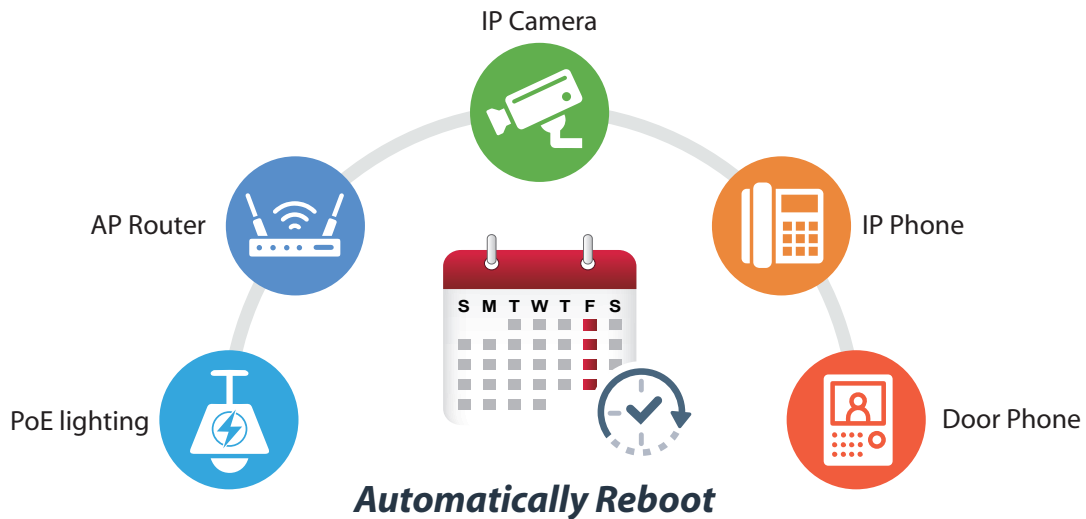 IP Camera
AP Router
IP Phone
S M T W T F S
PoE lighting
Door Phone
Automatically Reboot